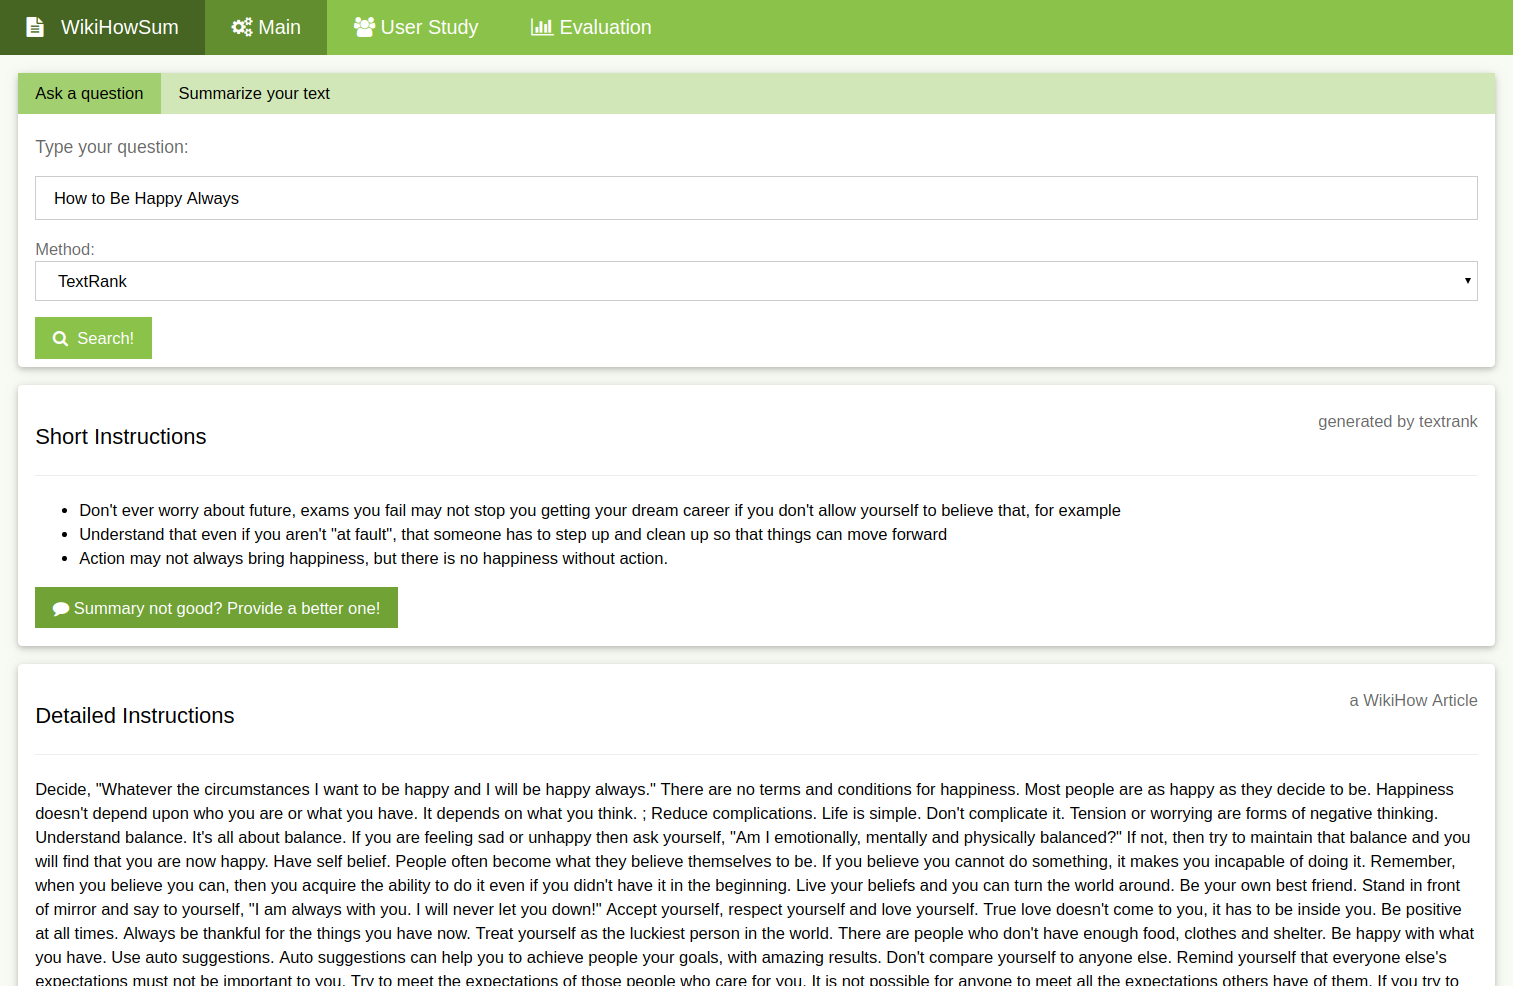 WikiHowSum Main User Study Evaluation
Ask a question Summarize your text
Type your question:
How to Be Happy Always
Method:
TextRank
Search!
generated by textrank
Short Instructions
Don't ever worry about future, exams you fail may not stop you getting your dream career if you don't allow yourself to believe that, for example
Understand that even if you aren't "at fault", that someone has to step up and clean up so that things can move forward
Action may not always bring happiness, but there is no happiness without action.
Summary not good? Provide a better one!
a WikiHow Article
Detailed Instructions
Decide, "Whatever the circumstances I want to be happy and I will be happy always." There are no terms and conditions for happiness. Most people are as happy as they decide to be. Happiness
doesn't depend upon who you are or what you have. It depends on what you think. ; Reduce complications. Life is simple. Don't complicate it. Tension or worrying are forms of negative thinking.
Understand balance. It's all about balance. If you are feeling sad or unhappy then ask yourself, "Am I emotionally, mentally and physically balanced?" If not, then try to maintain that balance and you
will find that you are now happy. Have self belief. People often become what they believe themselves to be. If you believe you cannot do something, it makes you incapable of doing it. Remember,
when you believe you can, then you acquire the ability to do it even if you didn't have it in the beginning. Live your beliefs and you can turn the world around. Be your own best friend. Stand in front
of mirror and say to yourself, "I am always with you. I will never let you down!" Accept yourself, respect yourself and love yourself. True love doesn't come to you, it has to be inside you. Be positive
at all times. Always be thankful for the things you have now. Treat yourself as the luckiest person in the world. There are people who don't have enough food, clothes and shelter. Be happy with what
you have. Use auto suggestions. Auto suggestions can help you to achieve people your goals, with amazing results. Don't compare yourself to anyone else. Remind yourself that everyone else's
expectations must not be important to you. Try to meet the expectations of those people who care for you. It is not possible for anyone to meet all the expectations others have of them. If you try to